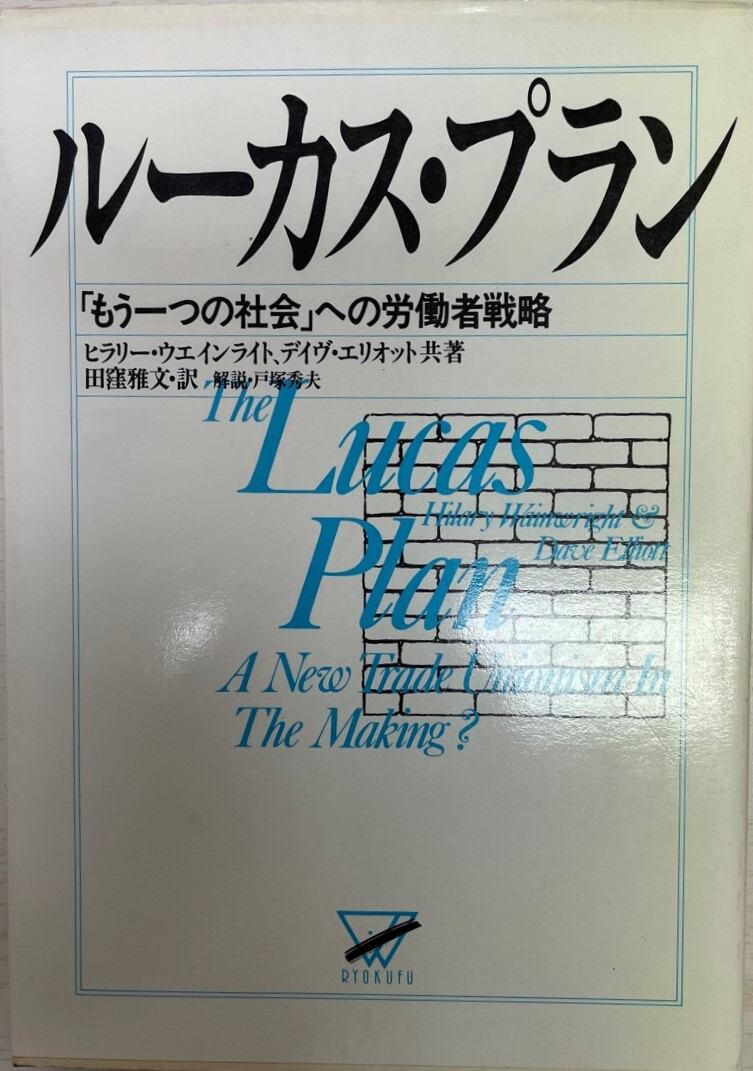 ルーカス・プラン
「もう一つの社会」への労働者戦略
ヒラリー・ウエインライト、デイヴ・エリオット共著
田窪雅文・訳 解説・戸塚秀夫
The
Lucas
Hilary Wainwright &
Dave Elliott
Plan
A New Trade Unionism In
The Making?
RYOKUFU